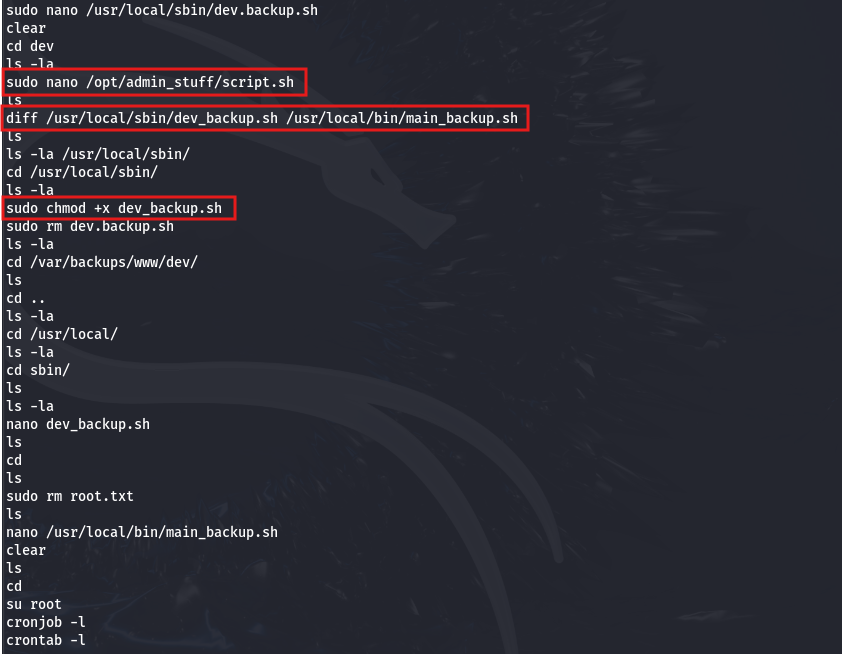 sudo nano /usr/local/sbin/dev.backup.sh
clear
cd dev
ls -la
sudo nano /opt/admin_stuff/script.sh
ls
diff /usr/local/sbin/dev_backup.sh /usr/local/bin/main_backup.sh
ls
ls -la /usr/local/sbin/
cd /usr/local/sbin/
ls -la
sudo chmod +x dev_backup.sh
sudo rm dev.backup.sh
ls -la
cd /var/backups/www/dev/
ls
cd ..
ls -la
cd /usr/local/
ls -la
cd sbin/
ls
ls -la
nano dev_backup.sh
ls
cd
ls
sudo rm root.txt
ls
nano /usr/local/bin/main_backup.sh
clear
ls
cd
su root
cronjob -l
crontab -l